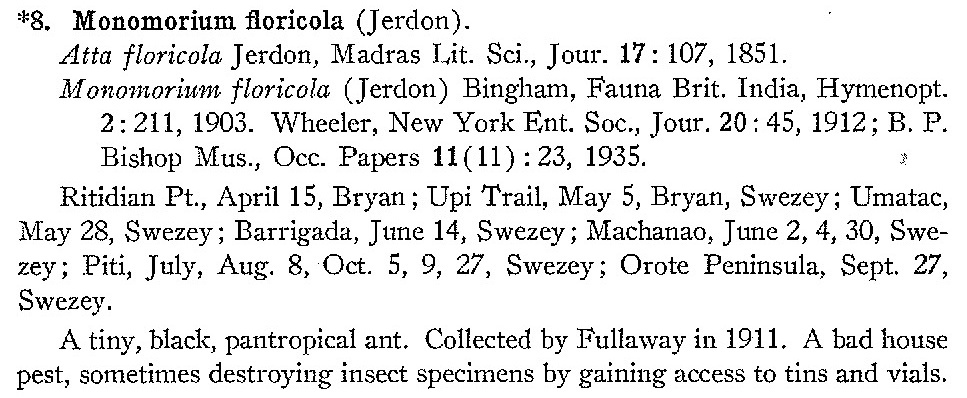 *8. Monomorium floricola (Jerdon).
Atta floricola Jerdon, Madras Lit. Sci., Jour. 17: 107, 1851.
Monomorium floricola (Jerdon) Bingham, Fauna Brit. India, Hymenopt.
2: 211, 1903. Wheeler, New York Ent. Soc., Jour. 20: 45, 1912; B. P.
Bishop Mus., Occ. Papers 11(11): 23, 1935.
Ritidian Pt., April 15, Bryan; Upi Trail, May 5, Bryan, Swezey; Umatac,
May 28, Swezey; Barrigada, June 14, Swezey; Machanao, June 2, 4, 30, Swe-
zey; Piti, July, Aug. 8, Oct. 5, 9, 27, Swezey; Orote Peninsula, Sept. 27,
Swezey.
A tiny, black, pantropical ant. Collected by Fullaway in 1911. A bad house
pest, sometimes destroying insect specimens by gaining access to tins and vials.